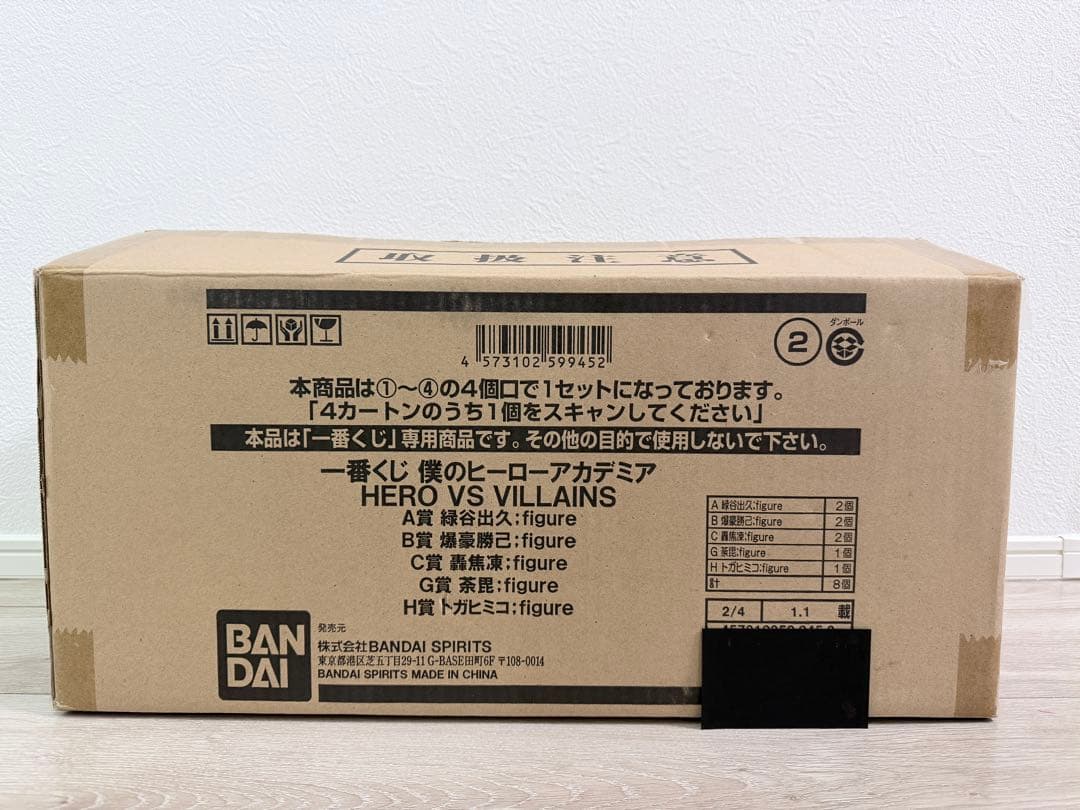 ②
ダンボール
4 573102 599452
本商品は①〜④の4個口で1セットになっております。
「4カートンのうち1個をスキャンしてください」
本品は「一番くじ」専用商品です。その他の目的で使用しないで下さい。
一番くじ 僕のヒーローアカデミア
HERO VS VILLAINS
A賞 緑谷出久;figure
B賞 爆豪勝己;figure
C賞 轟焦凍;figure
G賞 荼毘;figure
H賞 トガヒミコ;figure
A 緑谷出久;figure 2個
B 爆豪勝己;figure 2個
C 轟焦凍;figure 2個
G 荼毘;figure 1個
H トガヒミコ;figure 1個
計 8個
2/4 1.1 載
BAN
DAI
発売元
株式会社BANDAI SPIRITS
東京都港区芝五丁目29-11 G-BASE田町6F 〒108-0014
BANDAI SPIRITS MADE IN CHINA